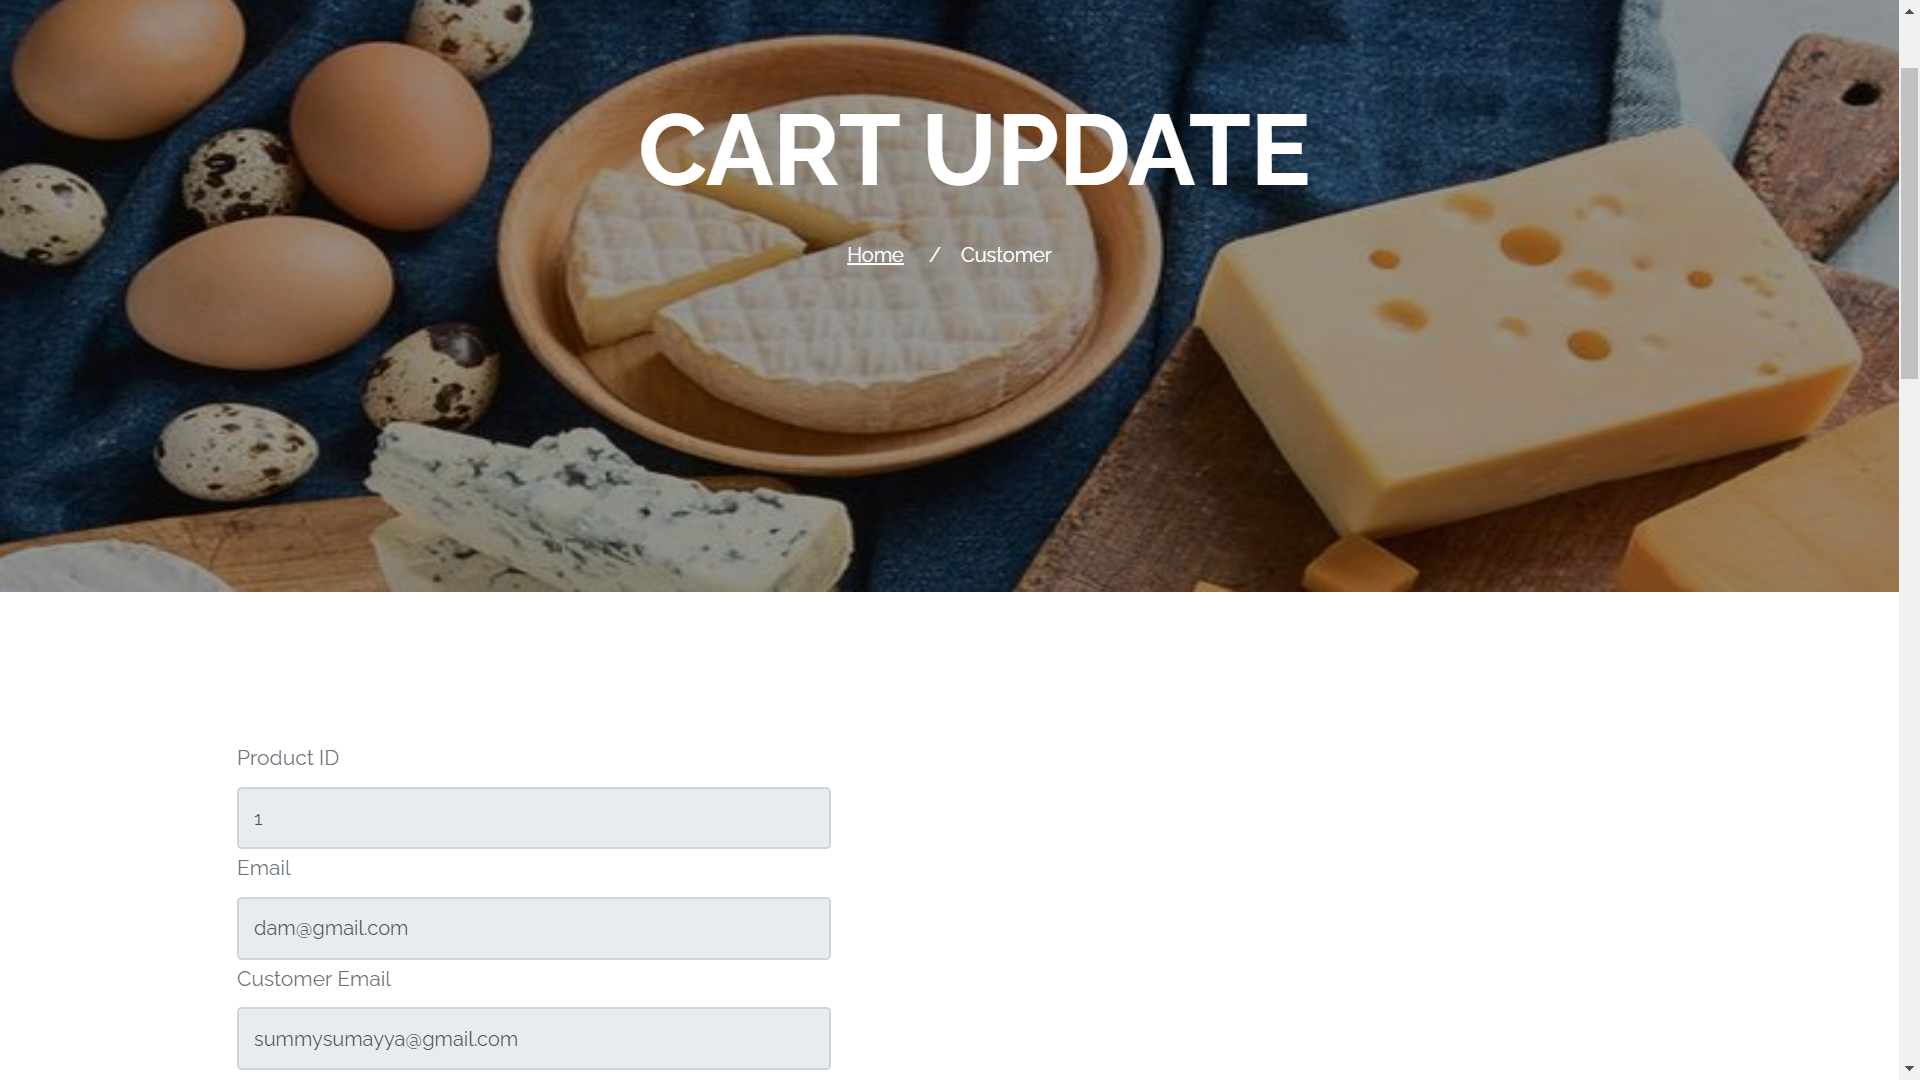 CART UPDATE
Home / Customer
Product ID
1
Email
dam@gmail.com
Customer Email
summysumayya@gmail.com